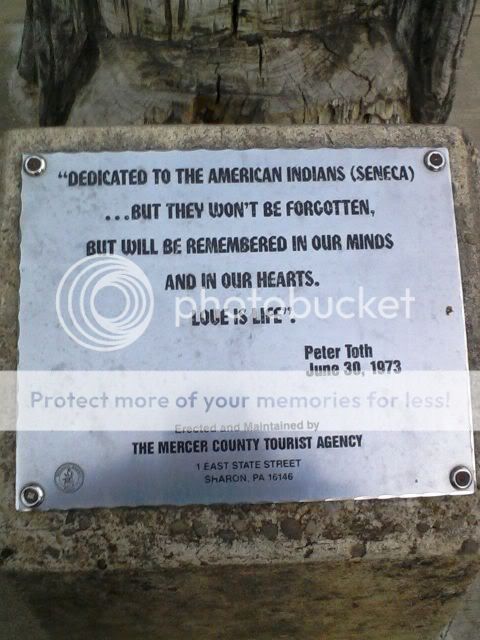 “DEDICATED TO THE AMERICAN INDIANS (SENECA)
...BUT THEY WON'T BE FORGOTTEN,
BUT WILL BE REMEMBERED IN OUR MINDS
AND IN OUR HEARTS.
photobucket
LOVE IS LIFE”.
Peter Toth
June 30, 1973
Protect more of your memories for less!
Erected and Maintained by
THE MERCER COUNTY TOURIST AGENCY
1 EAST STATE STREET
SHARON, PA 16146